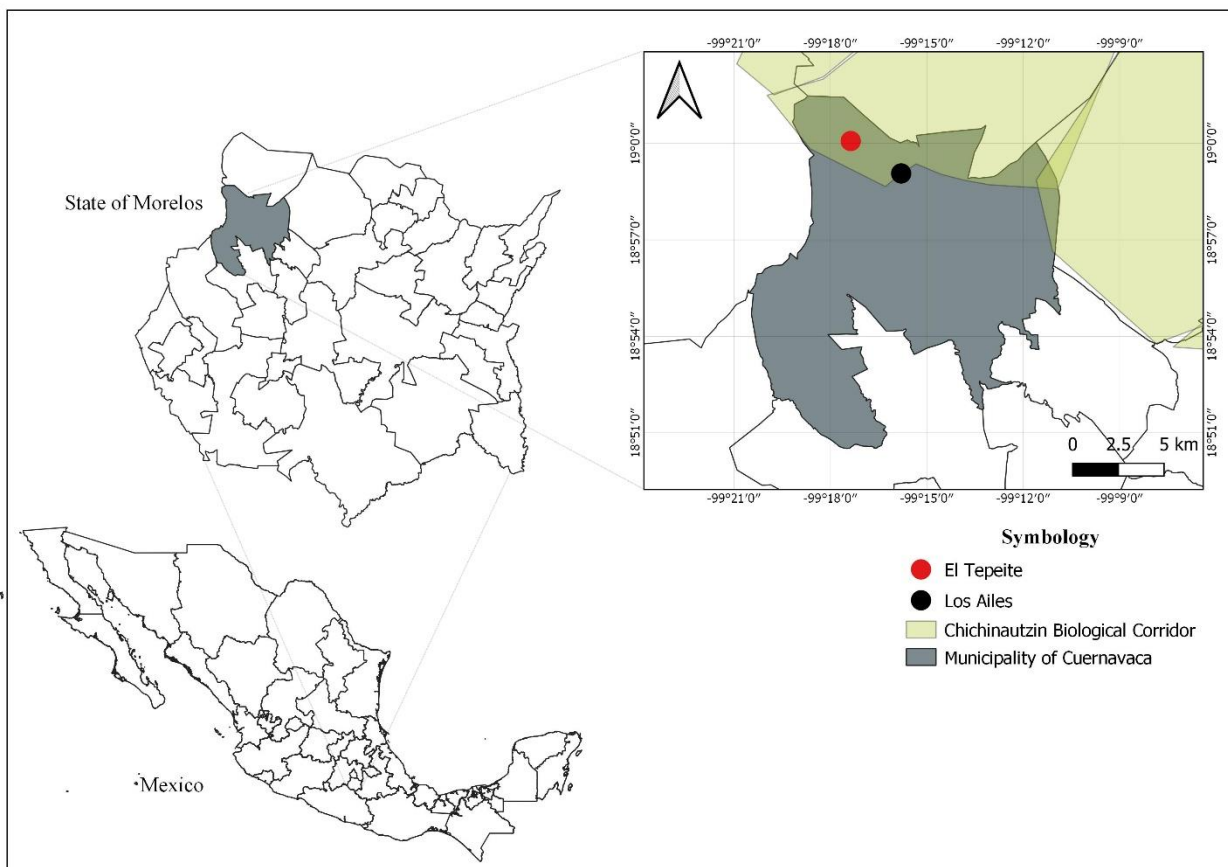 -99°21'0″ -99°18'0″ -99°15'0″ -99°12'0″ -99°9'0″
State of Morelos
19°0'0″
18°57'0″
18°54'0″
18°51'0″
19°0'0″
18°57'0″
18°54'0″
18°51'0″
0 2.5 5 km
-99°21'0″ -99°18'0″ -99°15'0″ -99°12'0″ -99°9'0″
Symbology
El Tepeite
Los Ailes
Chichinautzin Biological Corridor
Municipality of Cuernavaca
Mexico